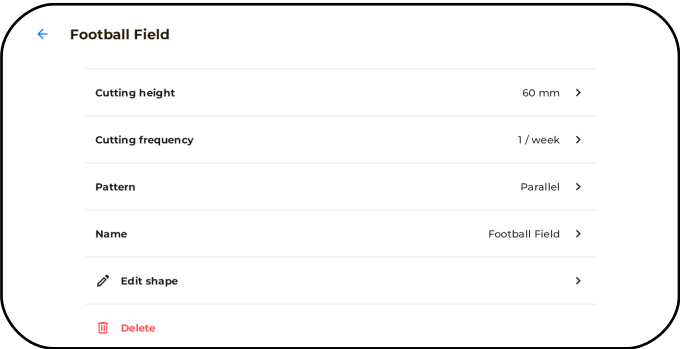 Football Field
Cutting height 60 mm
Cutting frequency 1 / week
Pattern Parallel
Name Football Field
Edit shape
Delete